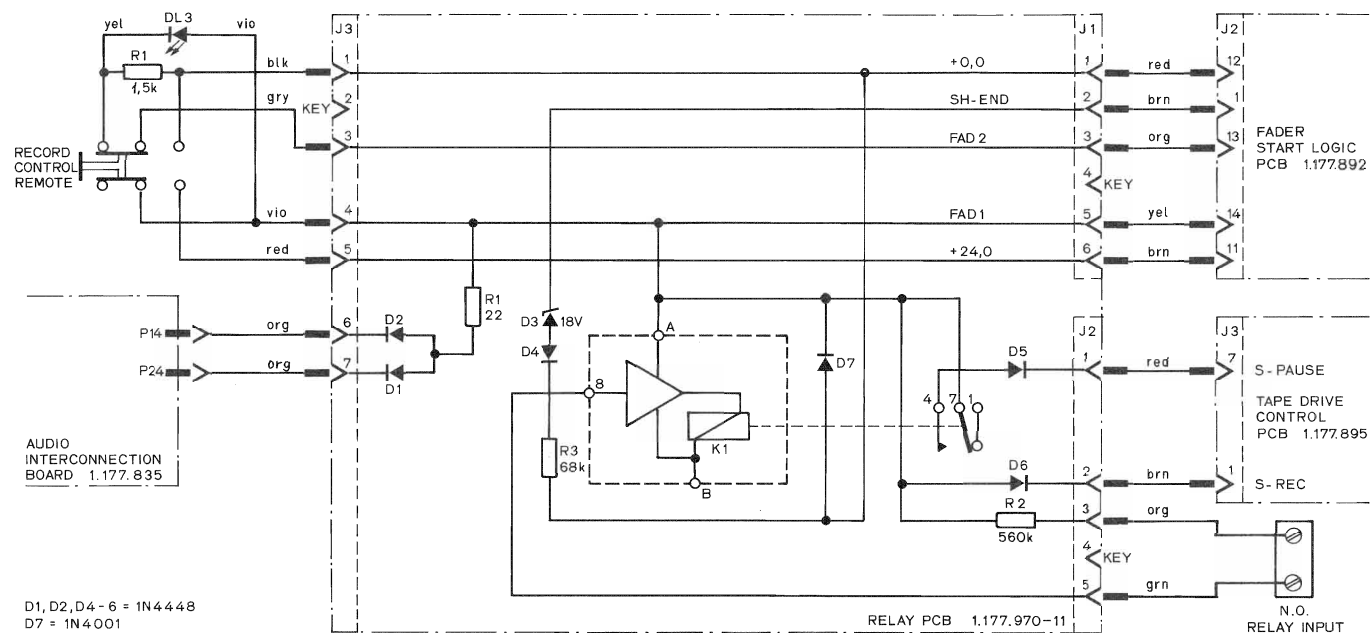 yel DL3 vio
R1
1,5k
blk
gry
KEY
RECORD
CONTROL
REMOTE
vio
red
J3
1
2
3
4
5
6
7
+0,0
SH-END
FAD 2
FAD1
+24,0
J1
1
2
3
4 KEY
5
6
red
brn
org
yel
brn
J2
12
1
13
14
11
FADER
START LOGIC
PCB 1.177.892
P14
P24
org
org
D2
D1
R1
22
D3 18V
D4
R3
68k
A
8
K1
B
D7
4 7 1
D5
D6
R2
560k
J2
1
2
3
4 KEY
5
red
brn
org
grn
J3
7
1
S-PAUSE
TAPE DRIVE
CONTROL
PCB 1.177.895
S-REC
AUDIO
INTERCONNECTION
BOARD 1.177.835
D1, D2, D4-6 = 1N4448
D7 = 1N4001
RELAY PCB 1.177.970-11
N.O.
RELAY INPUT